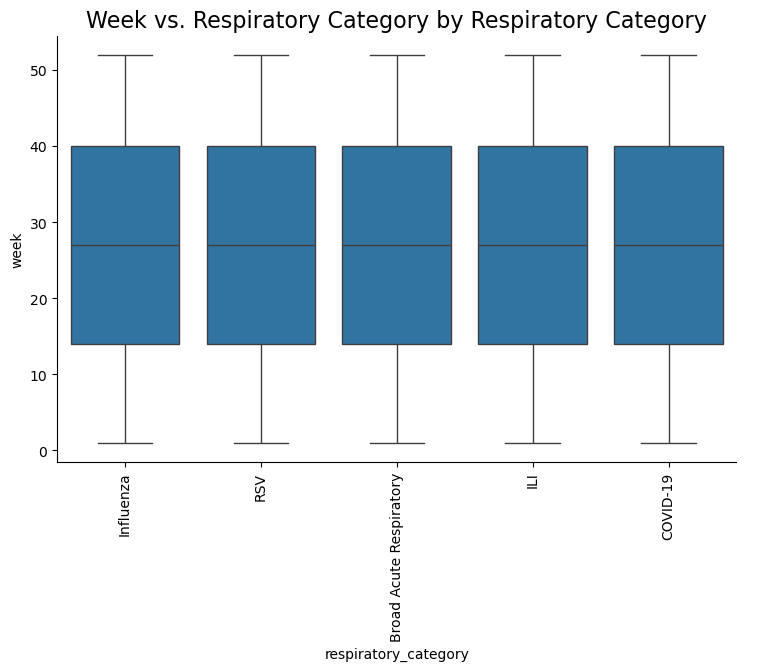 Week vs. Respiratory Category by Respiratory Category
50
40
30
20
10
0
week
Influenza
RSV
Broad Acute Respiratory
ILI
COVID-19
respiratory_category